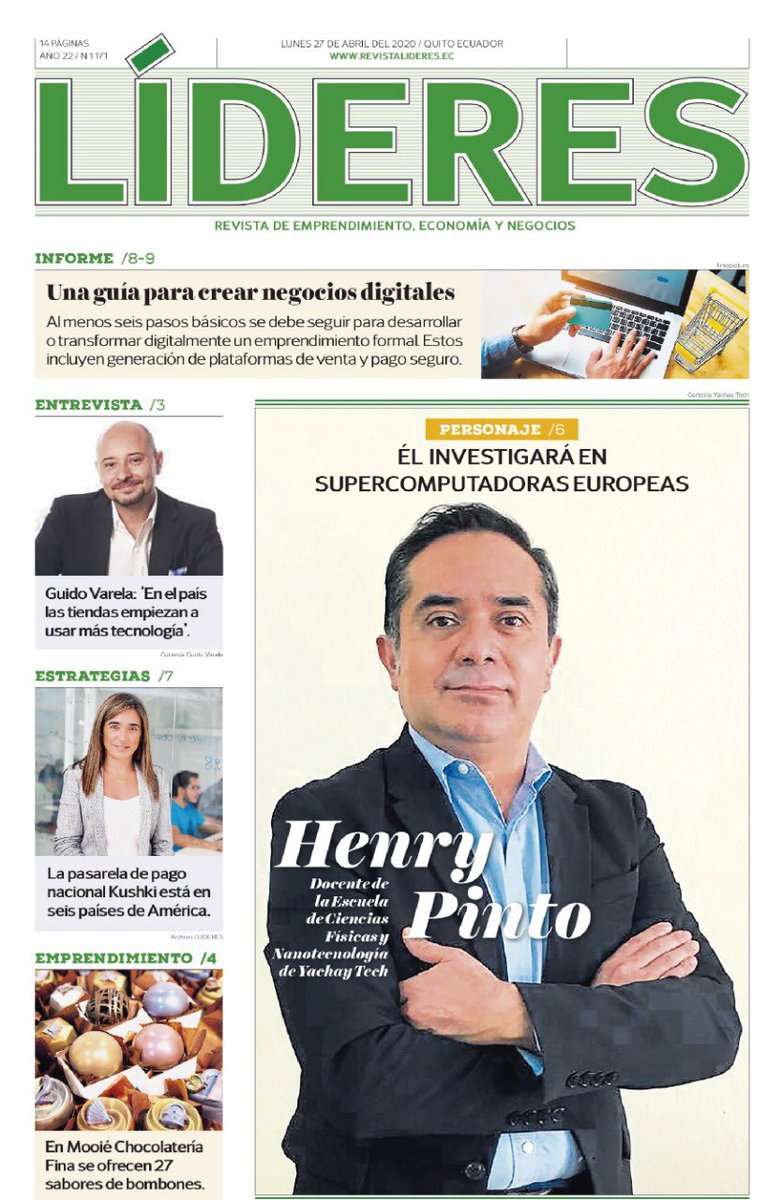 14 PÁGINAS
AÑO 22 / N 1171
LUNES 27 DE ABRIL DEL 2020 / QUITO ECUADOR
WWW.REVISTALIDERES.EC
LÍDERES
REVISTA DE EMPRENDIMIENTO, ECONOMÍA Y NEGOCIOS
INFORME /8-9
Freepick.es
Una guía para crear negocios digitales
Al menos seis pasos básicos se debe seguir para desarrollar
o transformar digitalmente un emprendimiento formal. Estos
incluyen generación de plataformas de venta y pago seguro.
ENTREVISTA /3
Guido Varela: ‘En el país
las tiendas empiezan a
usar más tecnología’.
Cortesía Guido Varela
ESTRATEGIAS /7
La pasarela de pago
nacional Kushki está en
seis países de América.
Archivo / LÍDERES
EMPRENDIMIENTO /4
En Mooié Chocolatería
Fina se ofrecen 27
sabores de bombones.
Cortesía Yachay Tech
PERSONAJE /6
ÉL INVESTIGARÁ EN
SUPERCOMPUTADORAS EUROPEAS
Henry
Pinto
Docente de
la Escuela
de Ciencias
Físicas y
Nanotecnología
de Yachay Tech